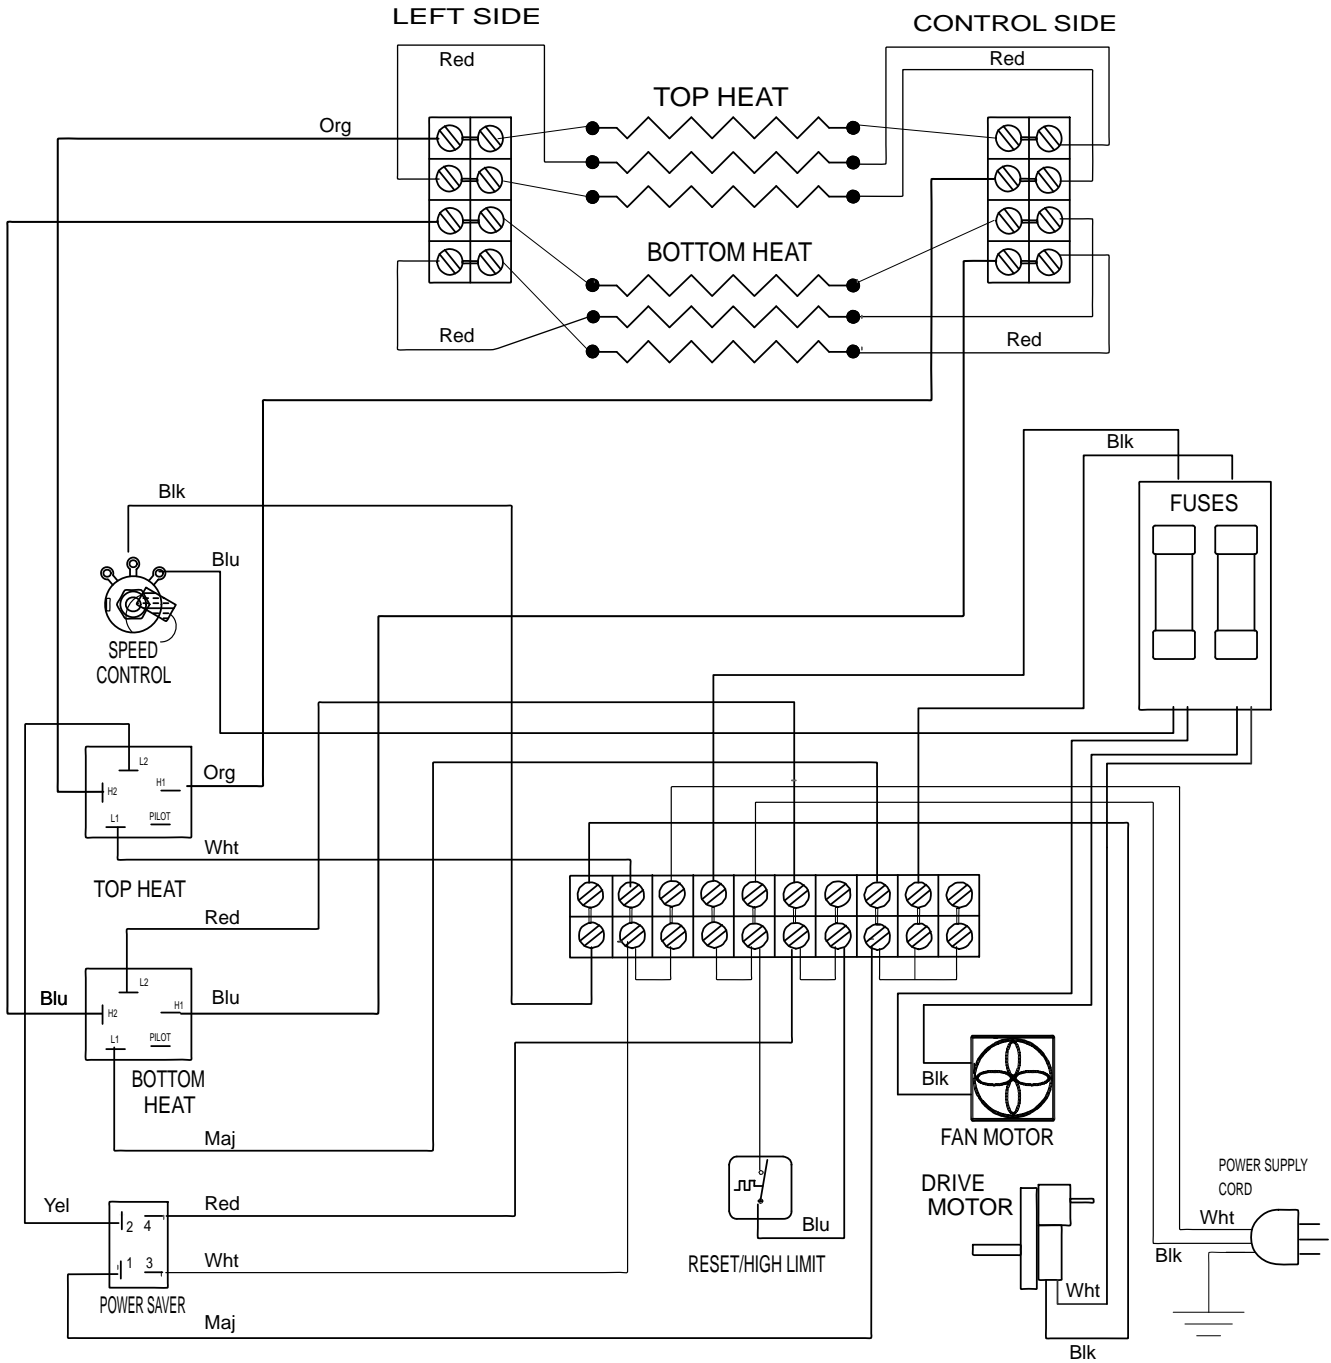 LEFT SIDE
CONTROL SIDE
Red
Red
TOP HEAT
Org
BOTTOM HEAT
Red
Red
Blk
Blk
FUSES
Blu
SPEED
CONTROL
L2
Org
H1
H2
L1
PILOT
Wht
TOP HEAT
Red
L2
Blu
Blu
H1
H2
L1
PILOT
BOTTOM
HEAT
Blk
FAN MOTOR
Maj
POWER SUPPLY
CORD
DRIVE
MOTOR
Yel
Red
2 4
Wht
Blu
Blk
Wht
1 3
RESET/HIGH LIMIT
Wht
POWER SAVER
Maj
Blk